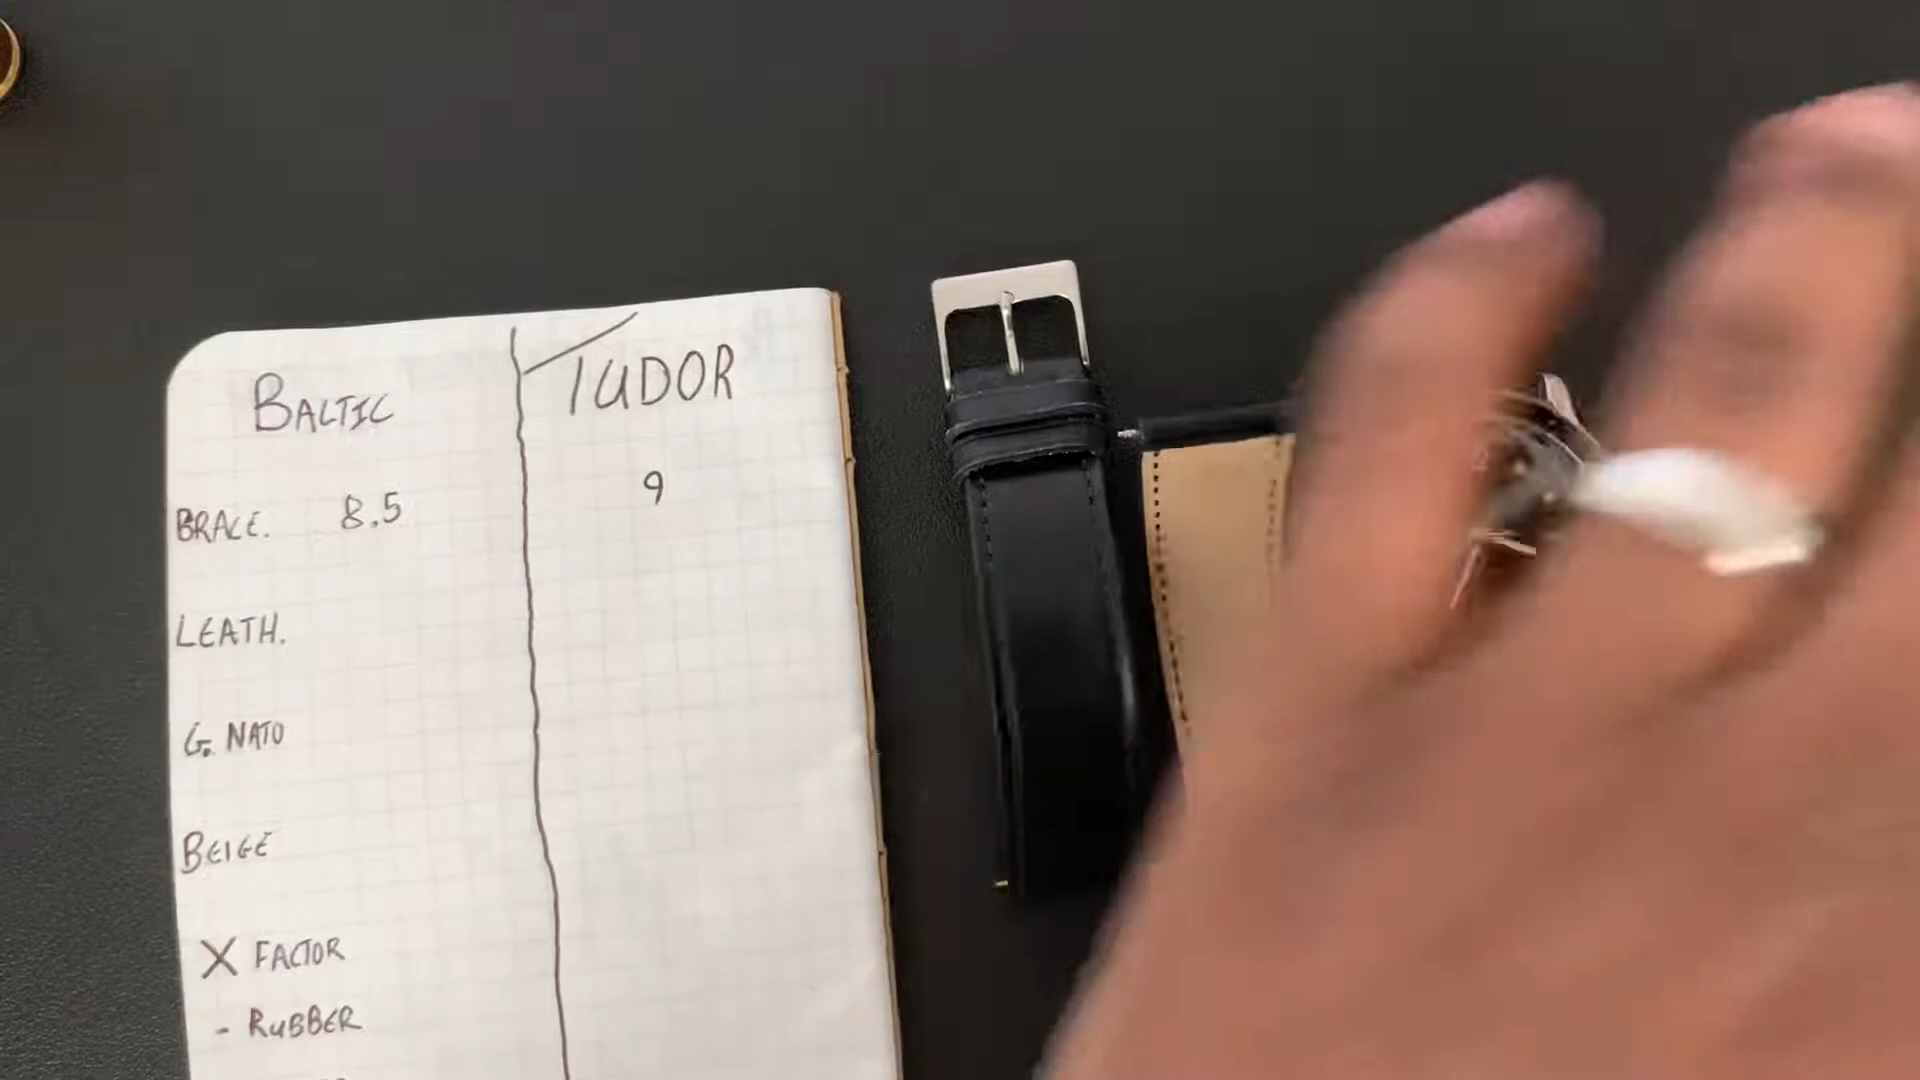 BALTIC TUDOR
BRACE. 8.5 9
LEATH.
G. NATO
BEIGE
X FACTOR
- RUBBER